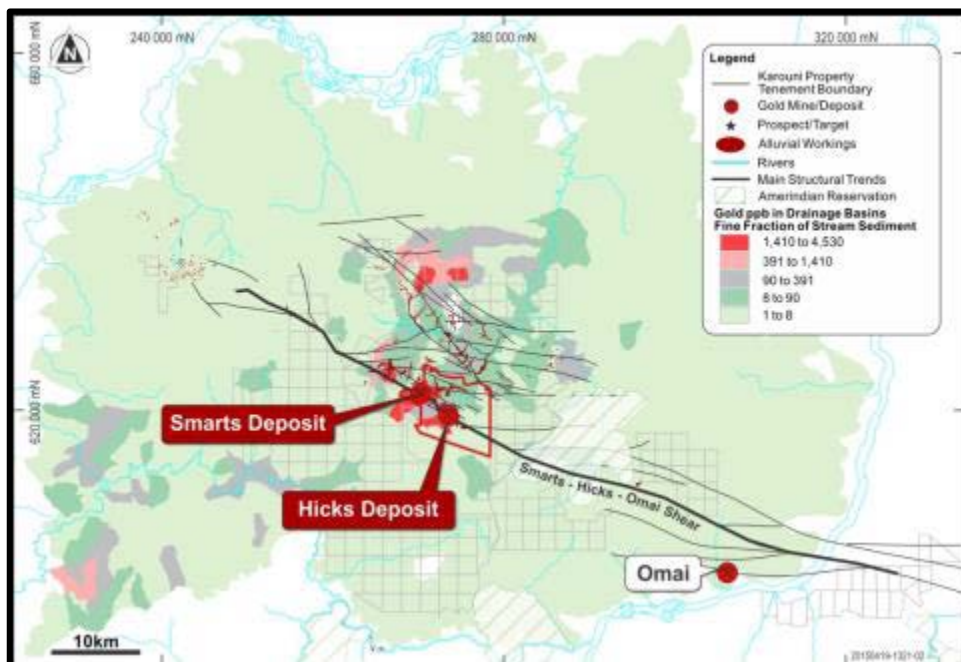 240 000 mN
280 000 mN
320 000 mN
660 000 mN
N
Legend
Karouni Property
Tenement Boundary
Gold Mine/Deposit
Prospect/Target
Alluvial Workings
Rivers
Main Structural Trends
Amerindian Reservation
Gold ppb in Drainage Basins
Fine Fraction of Stream Sediment
1,410 to 4,530
391 to 1,410
90 to 391
8 to 90
1 to 8
620 000 mN
Smarts Deposit
Hicks Deposit
Smarts - Hicks - Omai Shear
Omai
10km